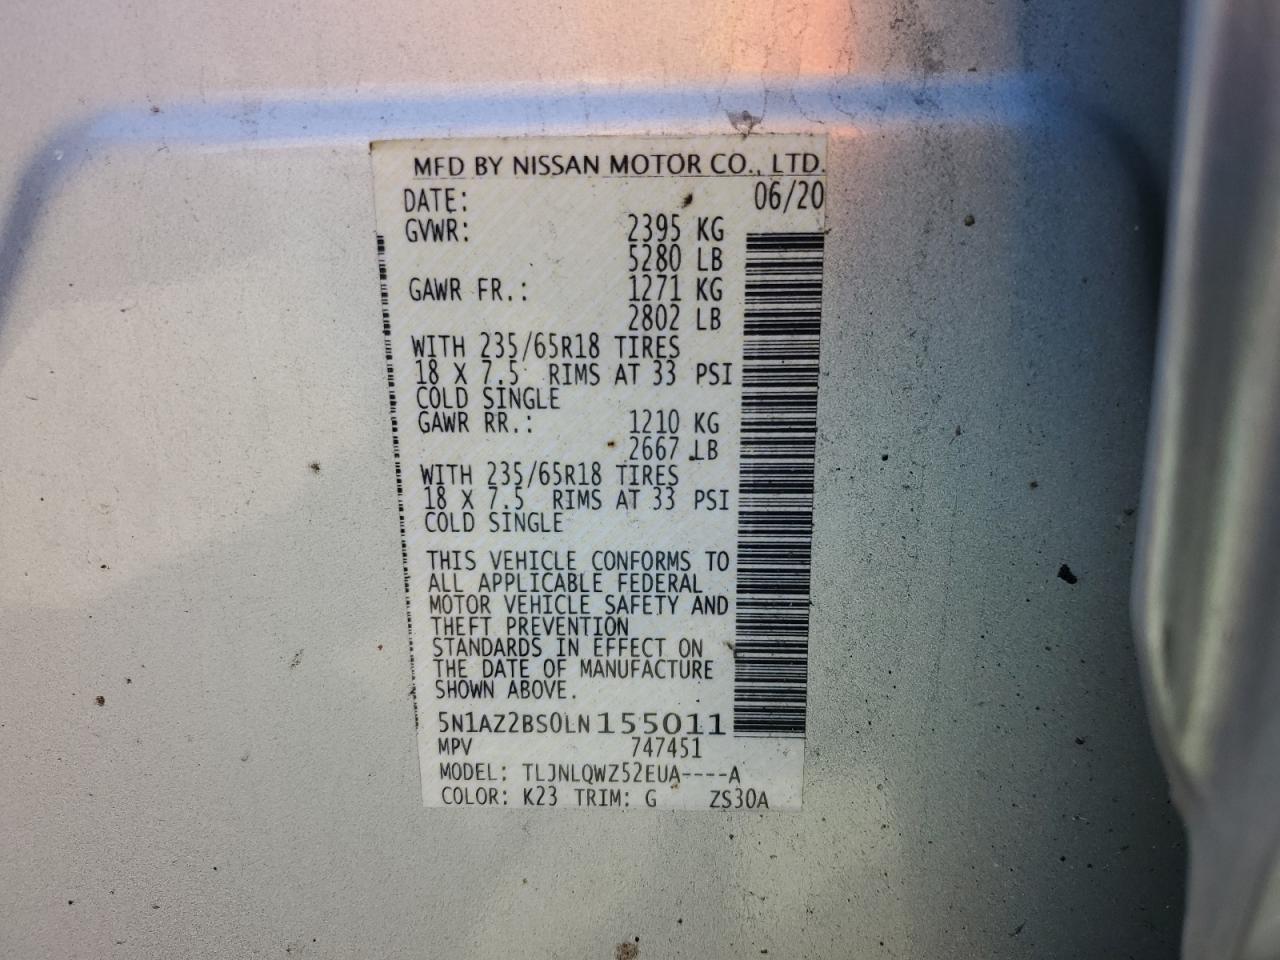 MFD BY NISSAN MOTOR CO., LTD.
DATE: 06/20
GVWR: 2395 KG
5280 LB
GAWR FR.: 1271 KG
2802 LB
WITH 235/65R18 TIRES
18 X 7.5 RIMS AT 33 PSI
COLD SINGLE
GAWR RR.: 1210 KG
2667 LB
WITH 235/65R18 TIRES
18 X 7.5 RIMS AT 33 PSI
COLD SINGLE
THIS VEHICLE CONFORMS TO
ALL APPLICABLE FEDERAL
MOTOR VEHICLE SAFETY AND
THEFT PREVENTION
STANDARDS IN EFFECT ON
THE DATE OF MANUFACTURE
SHOWN ABOVE.
5N1AZ2BS0LN155011
MPV 747451
MODEL: TLJNLQWZ52EUA----A
COLOR: K23 TRIM: G ZS30A